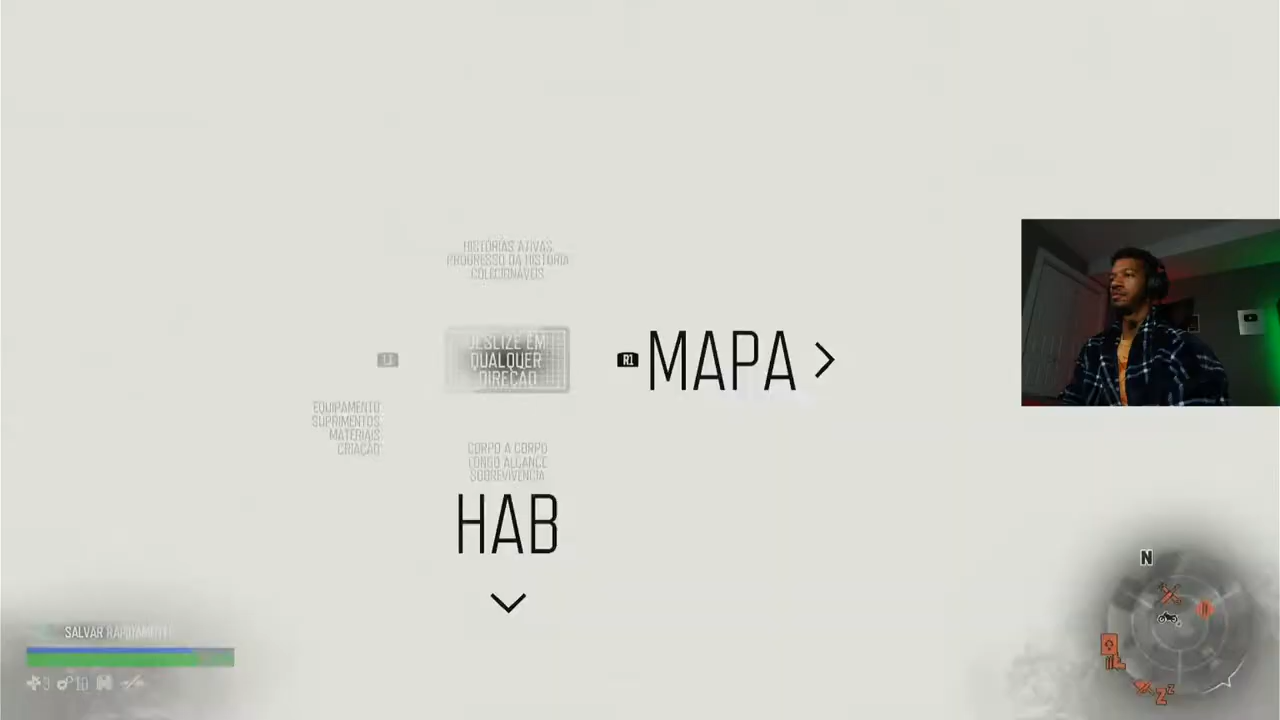 HISTÓRIAS ATIVAS
PROGRESSO DA HISTÓRIA
COLECIONÁVEIS
DESLIZE EM
QUALQUER
DIREÇÃO
R1
MAPA
EQUIPAMENTO
SUPRIMENTOS
MATERIAIS
CRIAÇÃO
CORPO A CORPO
LONGO ALCANCE
SOBREVIVÊNCIA
HAB
N
SALVAR RAPIDAMENTE